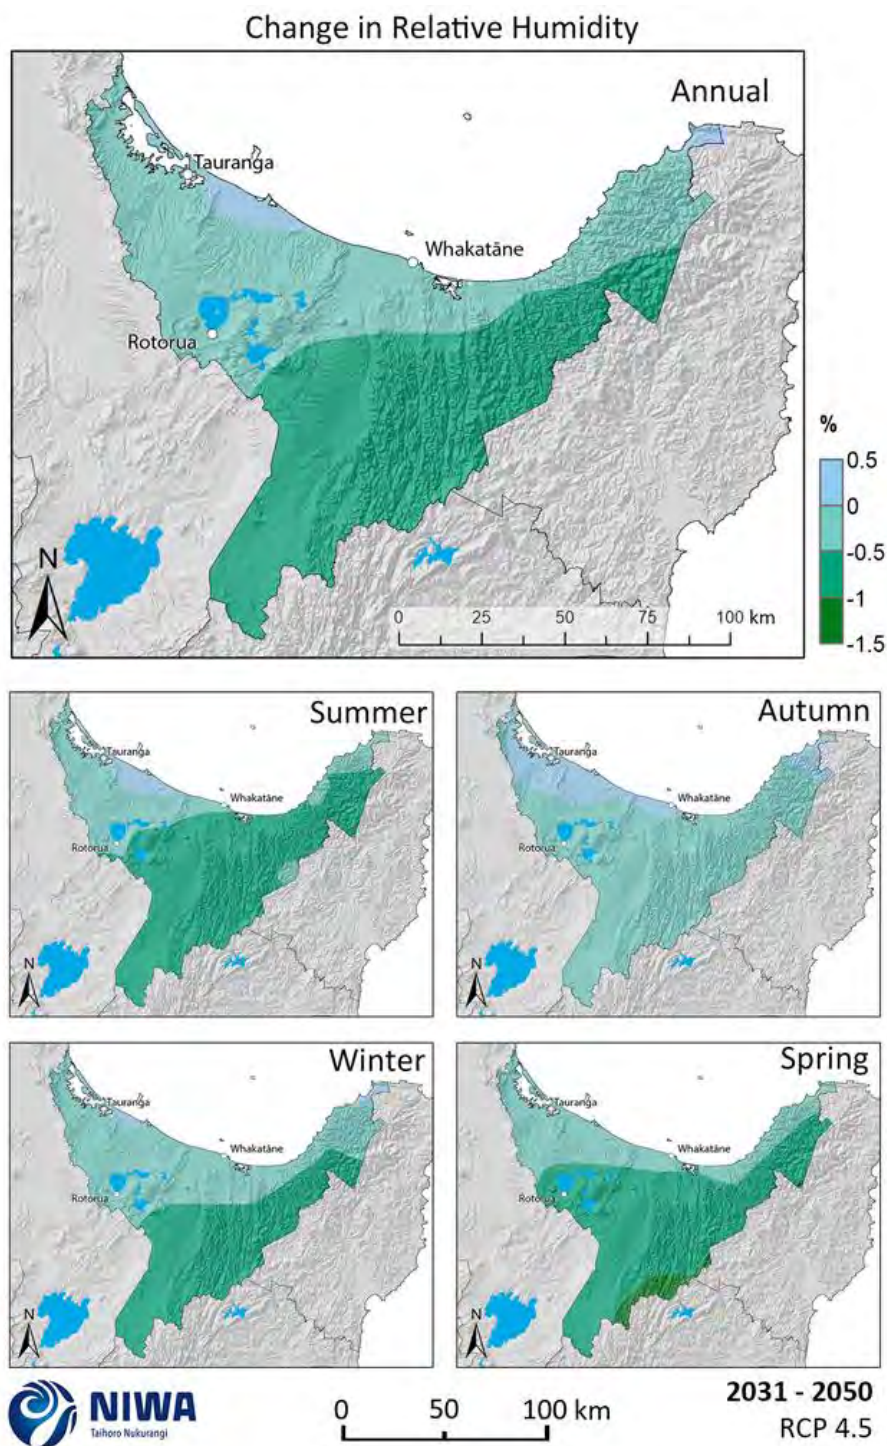 Change in Relative Humidity
Annual
Tauranga
Whakatāne
Rotorua
%
0.5
0
-0.5
-1
-1.5
N
0 25 50 75 100 km
Summer
Tauranga
Whakatāne
Rotorua
N
Autumn
Tauranga
Whakatāne
Rotorua
N
Winter
Tauranga
Whakatāne
Rotorua
N
Spring
Tauranga
Whakatāne
Rotorua
N
NIWA
Taihoro Nukurangi
0 50 100 km
2031 - 2050
RCP 4.5